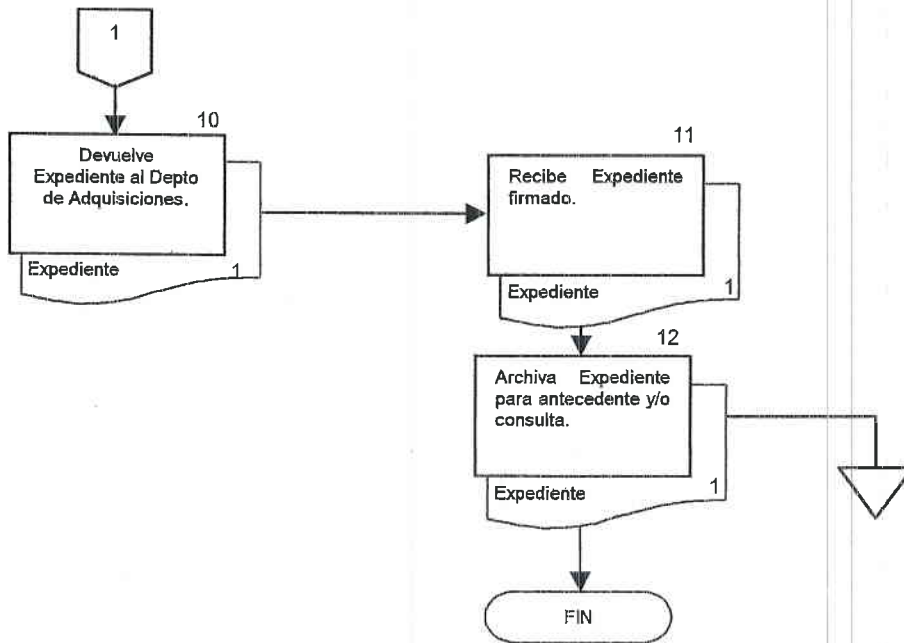 1
10
Devuelve
Expediente al Depto
de Adquisiciones.
Expediente
1
11
Recibe Expediente
firmado.
Expediente
1
12
Archiva Expediente
para antecedente y/o
consulta.
Expediente
1
FIN